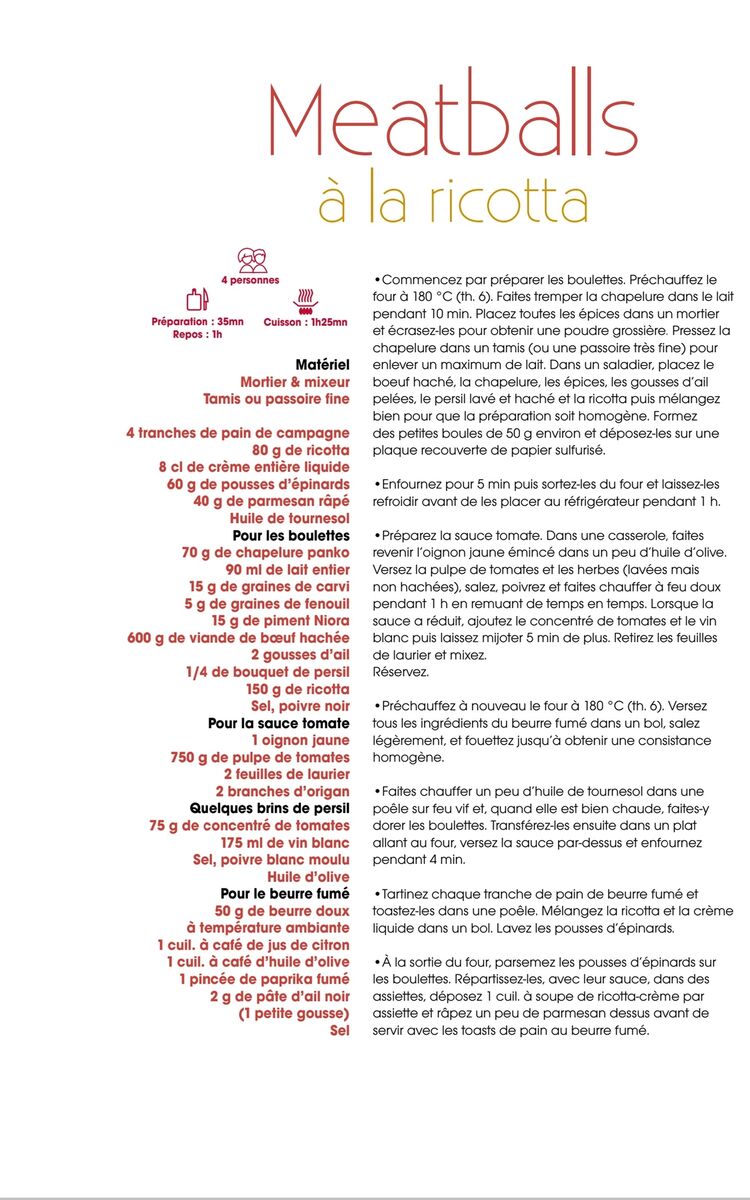 Meatballs
à la ricotta
4 personnes
Préparation : 35mn
Repos : 1h
Cuisson : 1h25mn
Matériel
Mortier & mixeur
Tamis ou passoire fine
4 tranches de pain de campagne
80 g de ricotta
8 cl de crème entière liquide
60 g de pousses d’épinards
40 g de parmesan râpé
Huile de tournesol
Pour les boulettes
70 g de chapelure panko
90 ml de lait entier
15 g de graines de carvi
5 g de graines de fenouil
15 g de piment Niora
600 g de viande de bœuf hachée
2 gousses d’ail
1/4 de bouquet de persil
150 g de ricotta
Sel, poivre noir
Pour la sauce tomate
1 oignon jaune
750 g de pulpe de tomates
2 feuilles de laurier
2 branches d’origan
Quelques brins de persil
75 g de concentré de tomates
175 ml de vin blanc
Sel, poivre blanc moulu
Huile d’olive
Pour le beurre fumé
50 g de beurre doux
à température ambiante
1 cuil. à café de jus de citron
1 cuil. à café d’huile d’olive
1 pincée de paprika fumé
2 g de pâte d’ail noir
(1 petite gousse)
Sel
•Commencez par préparer les boulettes. Préchauffez le
four à 180 °C (th. 6). Faites tremper la chapelure dans le lait
pendant 10 min. Placez toutes les épices dans un mortier
et écrasez-les pour obtenir une poudre grossière. Pressez la
chapelure dans un tamis (ou une passoire très fine) pour
enlever un maximum de lait. Dans un saladier, placez le
boeuf haché, la chapelure, les épices, les gousses d’ail
pelées, le persil lavé et haché et la ricotta puis mélangez
bien pour que la préparation soit homogène. Formez
des petites boules de 50 g environ et déposez-les sur une
plaque recouverte de papier sulfurisé.
•Enfournez pour 5 min puis sortez-les du four et laissez-les
refroidir avant de les placer au réfrigérateur pendant 1 h.
•Préparez la sauce tomate. Dans une casserole, faites
revenir l’oignon jaune émincé dans un peu d’huile d’olive.
Versez la pulpe de tomates et les herbes (lavées mais
non hachées), salez, poivrez et faites chauffer à feu doux
pendant 1 h en remuant de temps en temps. Lorsque la
sauce a réduit, ajoutez le concentré de tomates et le vin
blanc puis laissez mijoter 5 min de plus. Retirez les feuilles
de laurier et mixez.
Réservez.
•Préchauffez à nouveau le four à 180 °C (th. 6). Versez
tous les ingrédients du beurre fumé dans un bol, salez
légèrement, et fouettez jusqu’à obtenir une consistance
homogène.
•Faites chauffer un peu d’huile de tournesol dans une
poêle sur feu vif et, quand elle est bien chaude, faites-y
dorer les boulettes. Transférez-les ensuite dans un plat
allant au four, versez la sauce par-dessus et enfournez
pendant 4 min.
•Tartinez chaque tranche de pain de beurre fumé et
toastez-les dans une poêle. Mélangez la ricotta et la crème
liquide dans un bol. Lavez les pousses d’épinards.
•À la sortie du four, parsemez les pousses d’épinards sur
les boulettes. Répartissez-les, avec leur sauce, dans des
assiettes, déposez 1 cuil. à soupe de ricotta-crème par
assiette et râpez un peu de parmesan dessus avant de
servir avec les toasts de pain au beurre fumé.